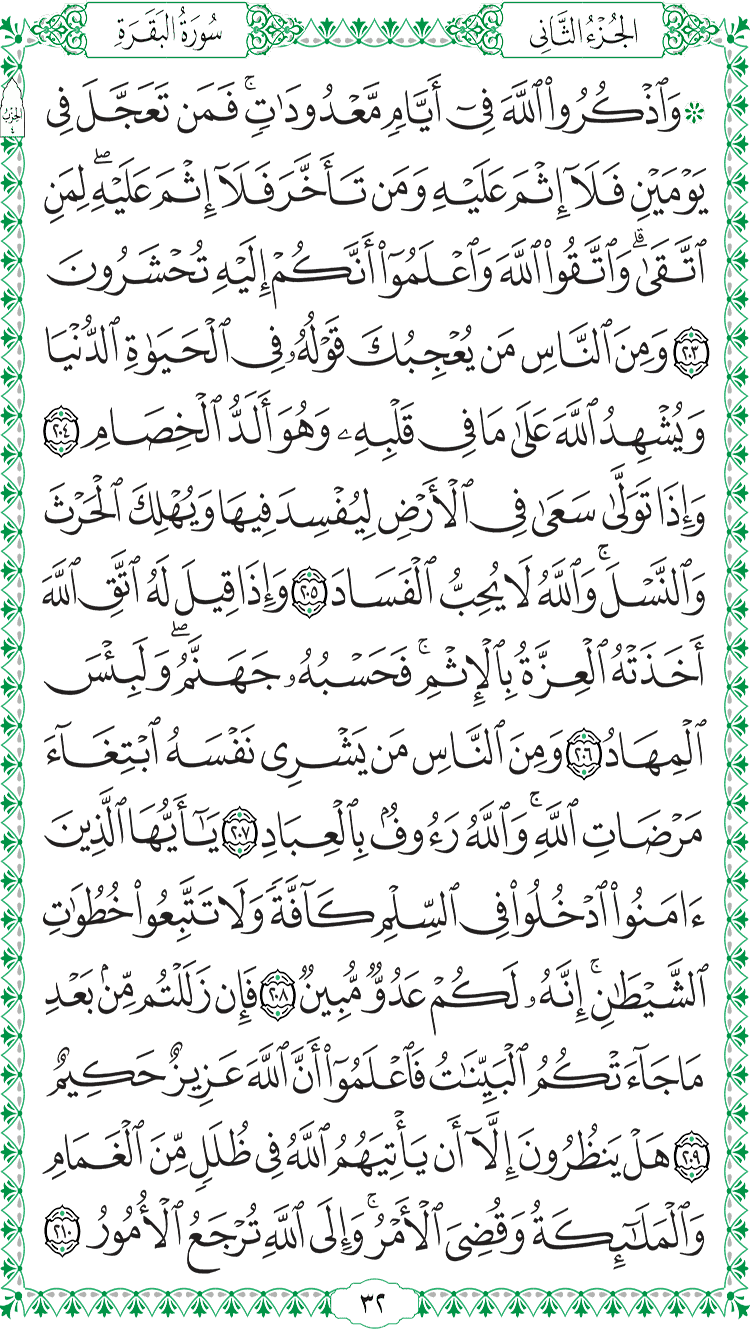 الجُزْءُ الثَّانِى
سُورَةُ البَقَرَةِ
الحزب ٤
۞ وَٱذْكُرُوا۟ ٱللَّهَ فِىٓ أَيَّامٍ مَّعْدُودَٰتٍ ۚ فَمَن تَعَجَّلَ فِى
يَوْمَيْنِ فَلَآ إِثْمَ عَلَيْهِ وَمَن تَأَخَّرَ فَلَآ إِثْمَ عَلَيْهِ ۖ لِمَنِ
ٱتَّقَىٰ ۗ وَٱتَّقُوا۟ ٱللَّهَ وَٱعْلَمُوٓا۟ أَنَّكُمْ إِلَيْهِ تُحْشَرُونَ
٢٠٣ وَمِنَ ٱلنَّاسِ مَن يُعْجِبُكَ قَوْلُهُۥ فِى ٱلْحَيَوٰةِ ٱلدُّنْيَا
وَيُشْهِدُ ٱللَّهَ عَلَىٰ مَا فِى قَلْبِهِۦ وَهُوَ أَلَدُّ ٱلْخِصَامِ ٢٠٤
وَإِذَا تَوَلَّىٰ سَعَىٰ فِى ٱلْأَرْضِ لِيُفْسِدَ فِيهَا وَيُهْلِكَ ٱلْحَرْثَ
وَٱلنَّسْلَ ۚ وَٱللَّهُ لَا يُحِبُّ ٱلْفَسَادَ ٢٠٥ وَإِذَا قِيلَ لَهُ ٱتَّقِ ٱللَّهَ
أَخَذَتْهُ ٱلْعِزَّةُ بِٱلْإِثْمِ ۚ فَحَسْبُهُۥ جَهَنَّمُ ۖ وَلَبِئْسَ
ٱلْمِهَادُ ٢٠٦ وَمِنَ ٱلنَّاسِ مَن يَشْرِى نَفْسَهُ ٱبْتِغَآءَ
مَرْضَاتِ ٱللَّهِ ۚ وَٱللَّهُ رَءُوفٌۢ بِٱلْعِبَادِ ٢٠٧ يَٰٓأَيُّهَا ٱلَّذِينَ
ءَامَنُوا۟ ٱدْخُلُوا۟ فِى ٱلسِّلْمِ كَآفَّةً وَلَا تَتَّبِعُوا۟ خُطُوَٰتِ
ٱلشَّيْطَٰنِ ۚ إِنَّهُۥ لَكُمْ عَدُوٌّ مُّبِينٌ ٢٠٨ فَإِن زَلَلْتُم مِّنۢ بَعْدِ
مَا جَآءَتْكُمُ ٱلْبَيِّنَٰتُ فَٱعْلَمُوٓا۟ أَنَّ ٱللَّهَ عَزِيزٌ حَكِيمٌ
٢٠٩ هَلْ يَنظُرُونَ إِلَّآ أَن يَأْتِيَهُمُ ٱللَّهُ فِى ظُلَلٍ مِّنَ ٱلْغَمَامِ
وَٱلْمَلَٰٓئِكَةُ وَقُضِىَ ٱلْأَمْرُ ۚ وَإِلَى ٱللَّهِ تُرْجَعُ ٱلْأُمُورُ ٢١٠
٣٢